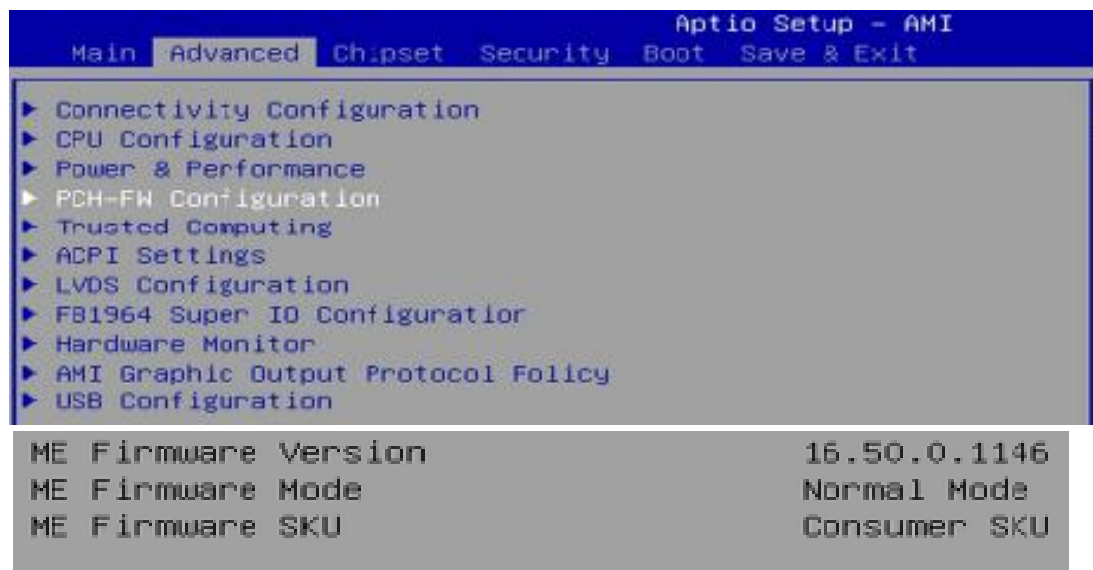 Aptio Setup - AMI
Main Advanced Chipset Security Boot Save & Exit
Connectivity Configuration
CPU Configuration
Power & Performance
PCH-FW Configuration
Trusted Computing
ACPI Settings
LVDS Configuration
F81964 Super IO Configuration
Hardware Monitor
AMI Graphic Output Protocol Policy
USB Configuration
ME Firmware Version 16.50.0.1146
ME Firmware Mode Normal Mode
ME Firmware SKU Consumer SKU